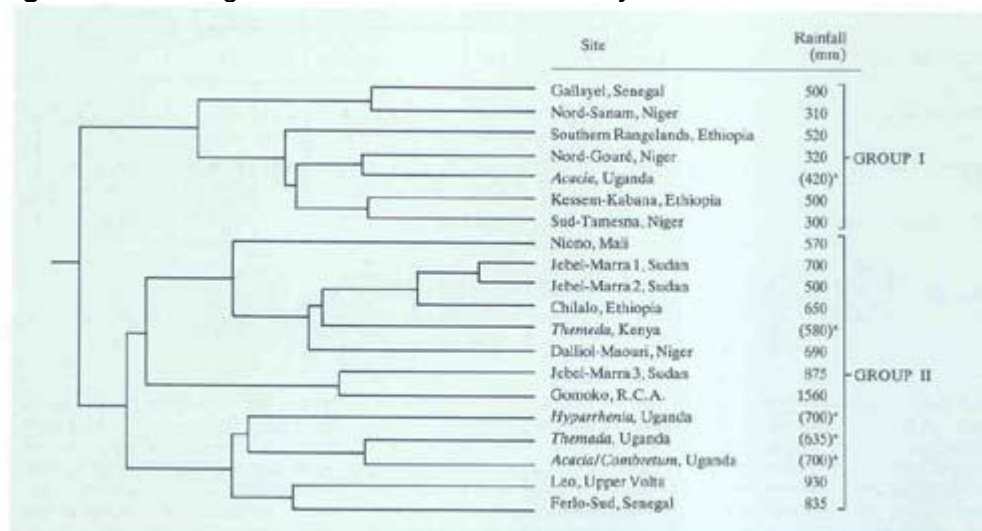 Site Rainfall
(mm)
Gallayel, Senegal 500
Nord-Sanam, Niger 310
Southern Rangelands, Ethiopia 520
Nord-Gouré, Niger 320
GROUP I
Acacie, Uganda (420)*
Kessem-Kabana, Ethiopia 500
Sud-Tamesna, Niger 300
Niono, Mali 570
Jebel-Marra 1, Sudan 700
Jebel-Marra 2, Sudan 500
Chilalo, Ethiopia 650
Themeda, Kenya (580)*
Dalliol-Maouri, Niger 690
Jebel-Marra 3, Sudan 875
GROUP II
Gomoko, R.C.A. 1560
Hyparrhenia, Uganda (700)*
Themada, Uganda (635)*
Acacia/Combretum, Uganda (700)*
Leo, Upper Volta 930
Ferlo-Sud, Senegal 835